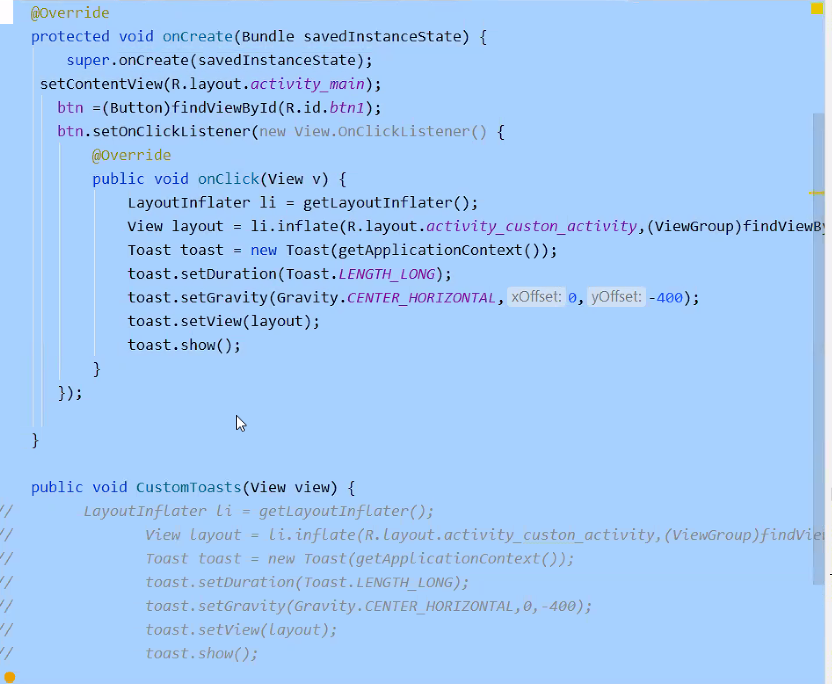 @Override
protected void onCreate(Bundle savedInstanceState) {
super.onCreate(savedInstanceState);
setContentView(R.layout.activity_main);
btn =(Button)findViewById(R.id.btn1);
btn.setOnClickListener(new View.OnClickListener() {
@Override
public void onClick(View v) {
LayoutInflater li = getLayoutInflater();
View layout = li.inflate(R.layout.activity_custon_activity,(ViewGroup)findViewBy
Toast toast = new Toast(getApplicationContext());
toast.setDuration(Toast.LENGTH_LONG);
toast.setGravity(Gravity.CENTER_HORIZONTAL, xOffset: 0, yOffset: -400);
toast.setView(layout);
toast.show();
}
});
}
public void CustomToasts(View view) {
// LayoutInflater li = getLayoutInflater();
// View layout = li.inflate(R.layout.activity_custon_activity,(ViewGroup)findVie
// Toast toast = new Toast(getApplicationContext());
// toast.setDuration(Toast.LENGTH_LONG);
// toast.setGravity(Gravity.CENTER_HORIZONTAL,0,-400);
// toast.setView(layout);
// toast.show();